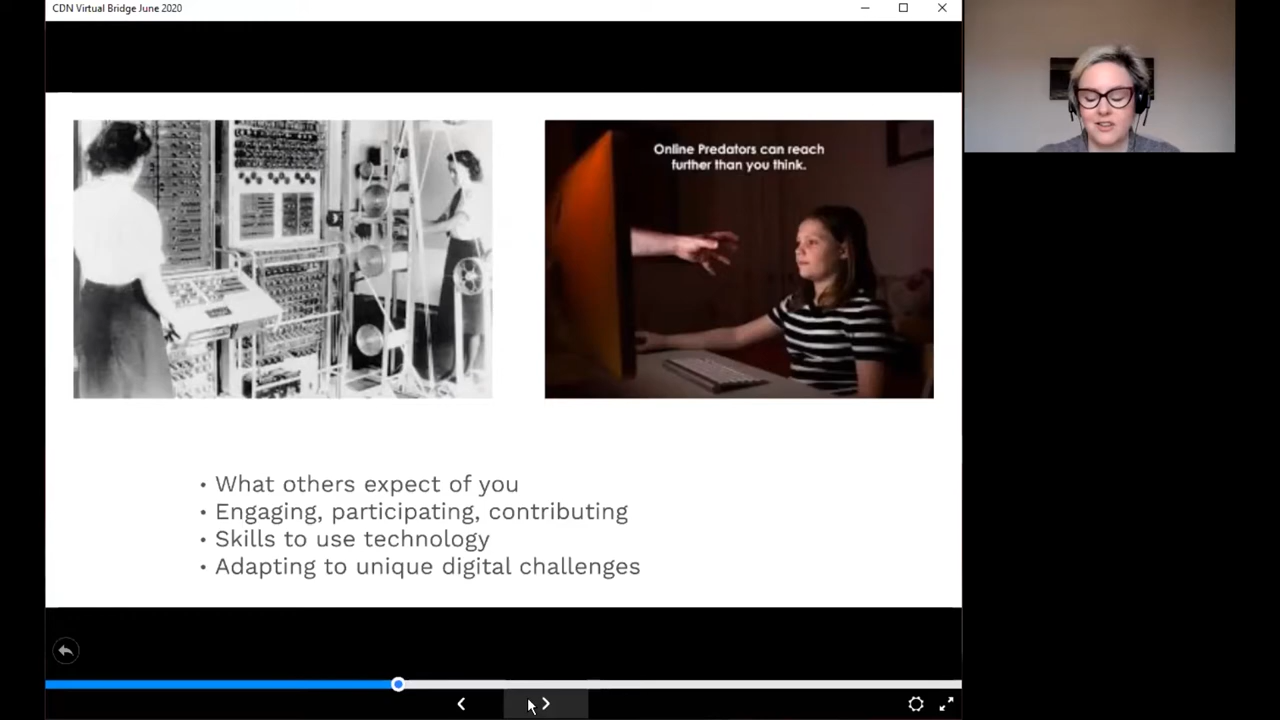 CDN Virtual Bridge June 2020
Online Predators can reach
further than you think.
• What others expect of you
• Engaging, participating, contributing
• Skills to use technology
• Adapting to unique digital challenges